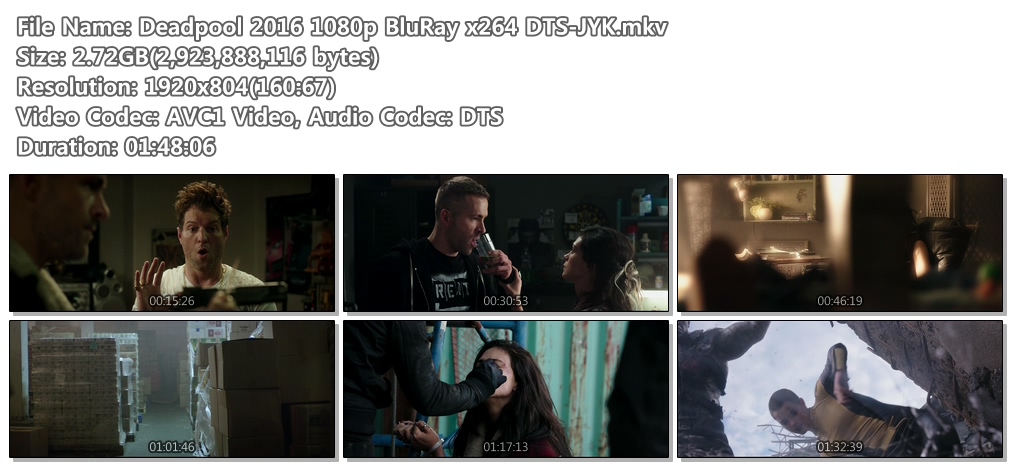 File Name: Deadpool 2016 1080p BluRay x264 DTS-JYK.mkv
Size: 2.72GB(2,923,888,116 bytes)
Resolution: 1920x804(160:67)
Video Codec: AVC1 Video, Audio Codec: DTS
Duration: 01:48:06
00:15:26
00:30:53
00:46:19
01:01:46
01:17:13
01:32:39